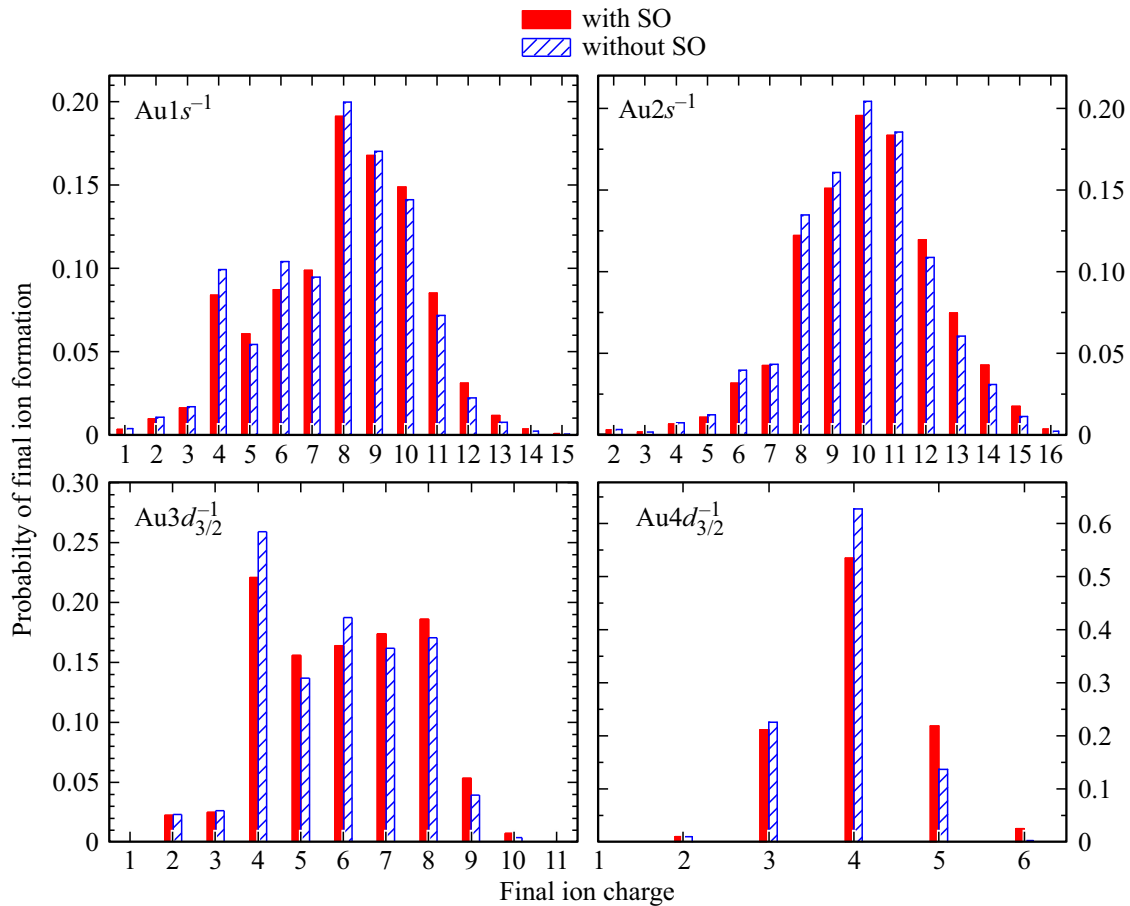 with SO
without SO
Au1s⁻¹
Au2s⁻¹
0.20
0.15
0.10
0.05
0
0.20
0.15
0.10
0.05
0
1 2 3 4 5 6 7 8 9 10 11 12 13 14 15
2 3 4 5 6 7 8 9 10 11 12 13 14 15 16
Probabilty of final ion formation
Au3d₃/₂⁻¹
Au4d₃/₂⁻¹
0.30
0.25
0.20
0.15
0.10
0.05
0
0.6
0.5
0.4
0.3
0.2
0.1
0
1 2 3 4 5 6 7 8 9 10 11
1 2 3 4 5 6
Final ion charge